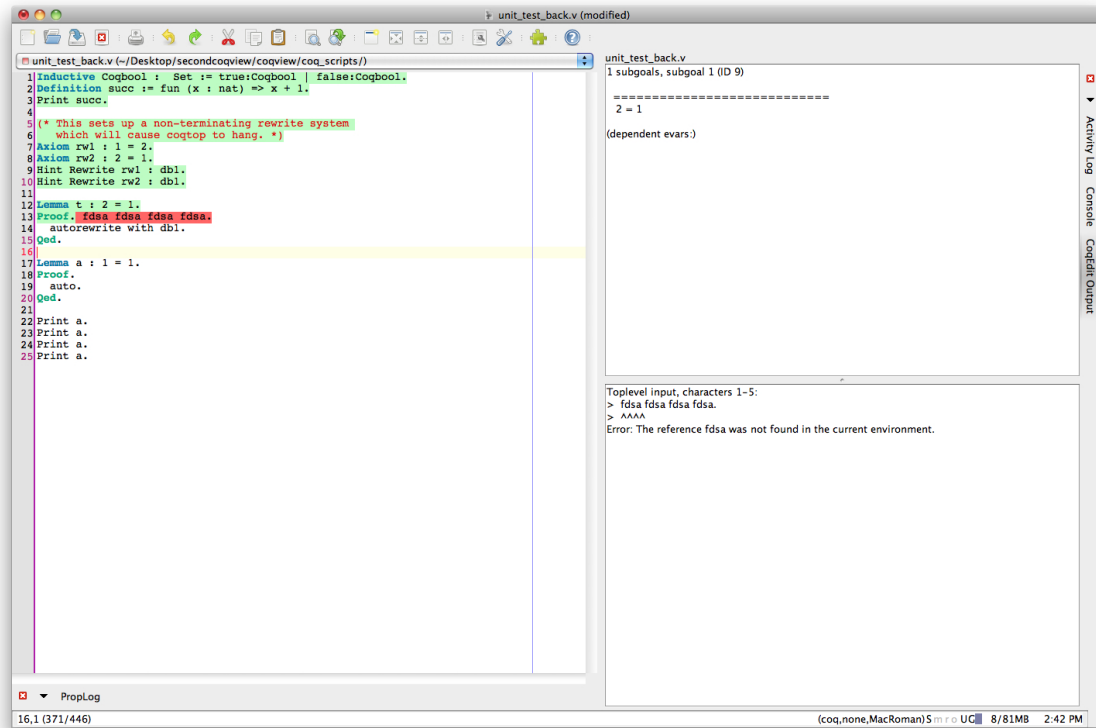 unit_test_back.v (modified)
unit_test_back.v (~/Desktop/secondcoqview/coqview/coq_scripts/)
1 Inductive Coqbool :  Set := true:Coqbool | false:Coqbool.
2 Definition succ := fun (x : nat) => x + 1.
3 Print succ.
4
5 (* This sets up a non-terminating rewrite system
6    which will cause coqtop to hang. *)
7 Axiom rw1 : 1 = 2.
8 Axiom rw2 : 2 = 1.
9 Hint Rewrite rw1 : db1.
10 Hint Rewrite rw2 : db1.
11
12 Lemma t : 2 = 1.
13 Proof. fdsa fdsa fdsa fdsa.
14   autorewrite with db1.
15 Qed.
16
17 Lemma a : 1 = 1.
18 Proof.
19   auto.
20 Qed.
21
22 Print a.
23 Print a.
24 Print a.
25 Print a.
unit_test_back.v
1 subgoals, subgoal 1 (ID 9)
============================
2 = 1
(dependent evars:)
Toplevel input, characters 1-5:
>  fdsa fdsa fdsa fdsa.
>  ^^^^
Error: The reference fdsa was not found in the current environment.
Activity Log
Console
CoqEdit Output
PropLog
16,1 (371/446)
(coq,none,MacRoman) S m r o UG 8/81MB 2:42 PM